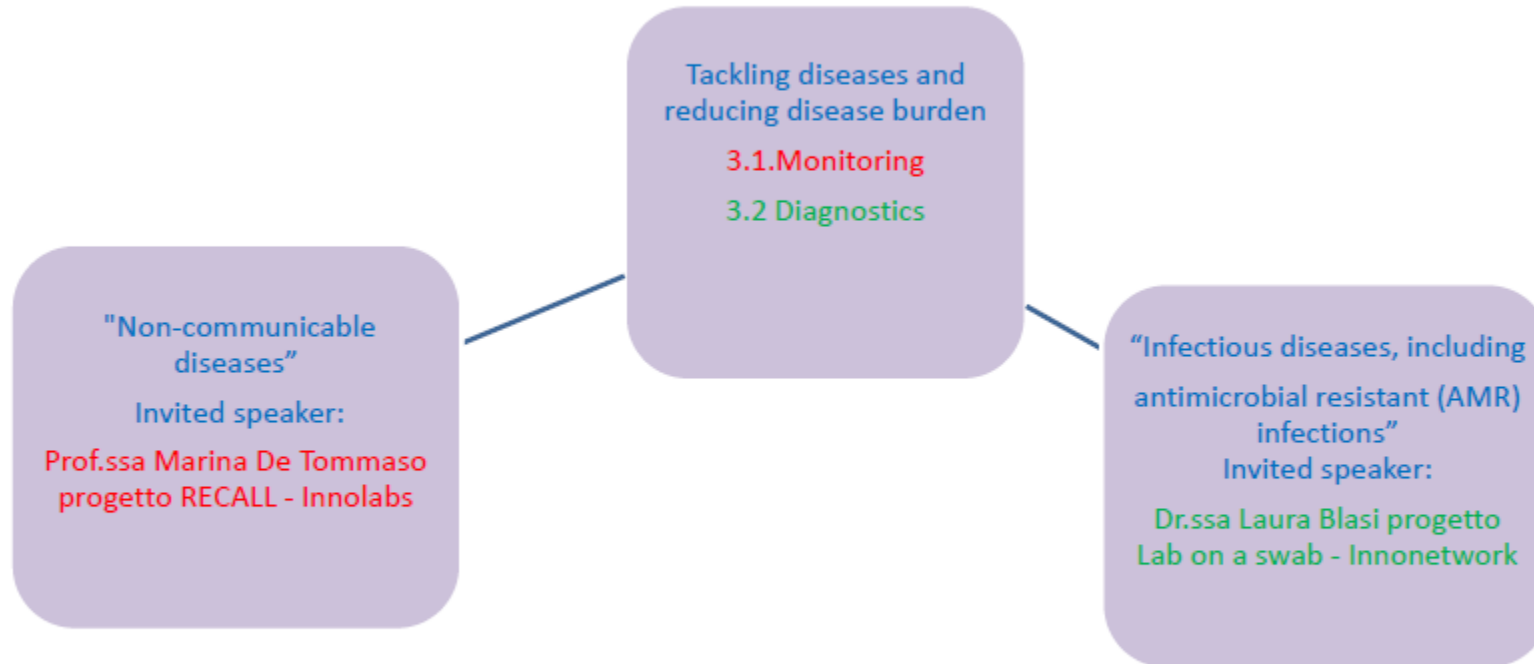 Tackling diseases and
reducing disease burden
3.1.Monitoring
3.2 Diagnostics
"Non-communicable
diseases”
Invited speaker:
Prof.ssa Marina De Tommaso
progetto RECALL - Innolabs
“Infectious diseases, including
antimicrobial resistant (AMR)
infections”
Invited speaker:
Dr.ssa Laura Blasi progetto
Lab on a swab - Innonetwork